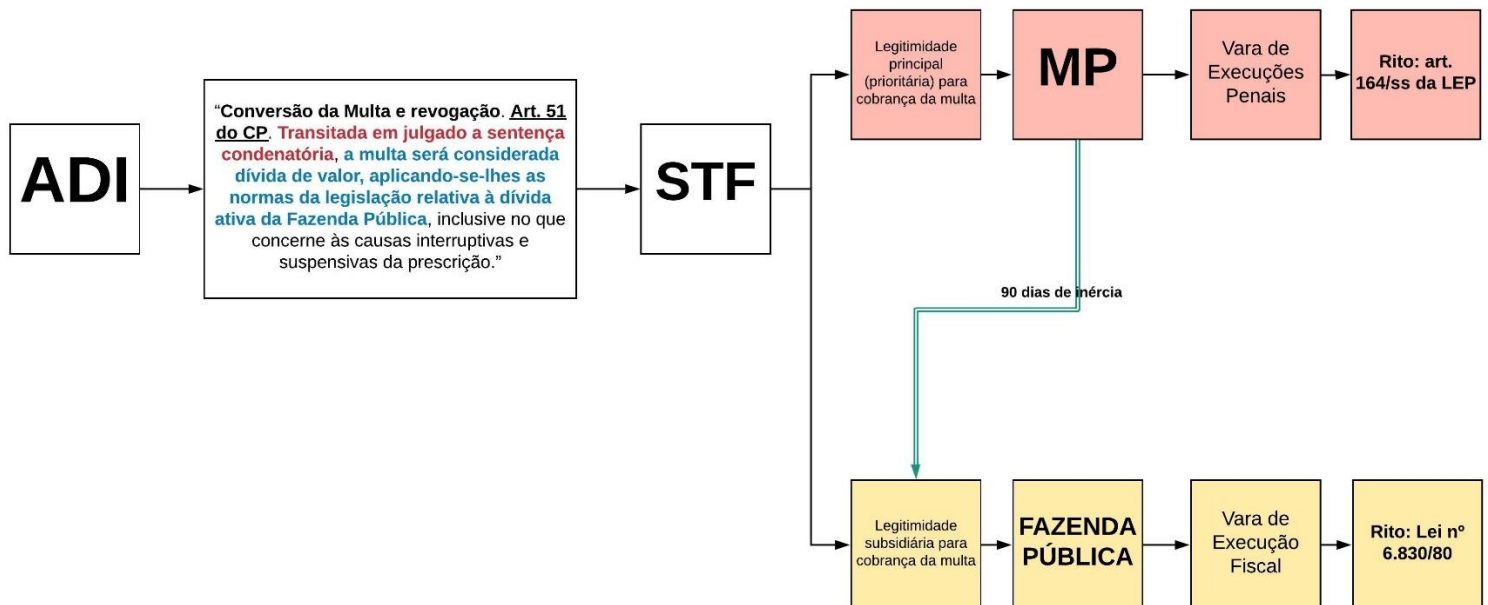 ADI
“Conversão da Multa e revogação. Art. 51
do CP. Transitada em julgado a sentença
condenatória, a multa será considerada
dívida de valor, aplicando-se-lhes as
normas da legislação relativa à dívida
ativa da Fazenda Pública, inclusive no que
concerne às causas interruptivas e
suspensivas da prescrição.”
STF
Legitimidade
principal
(prioritária) para
cobrança da multa
MP
Vara de
Execuções
Penais
Rito: art.
164/ss da LEP
90 dias de inércia
Legitimidade
subsidiária para
cobrança da multa
FAZENDA
PÚBLICA
Vara de
Execução
Fiscal
Rito: Lei nº
6.830/80